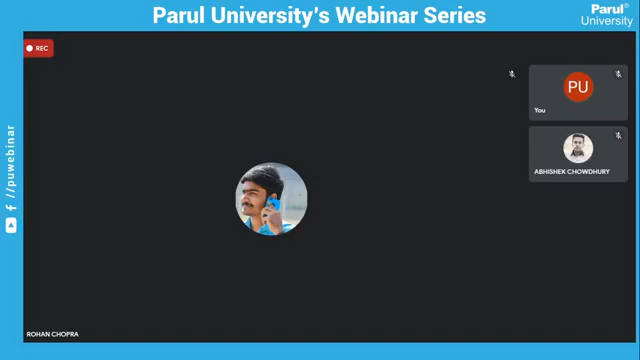 Parul University's Webinar Series
Parul®
University
REC
PU
You
ABHISHEK CHOWDHURY
ROHAN CHOPRA
f //puwebinar